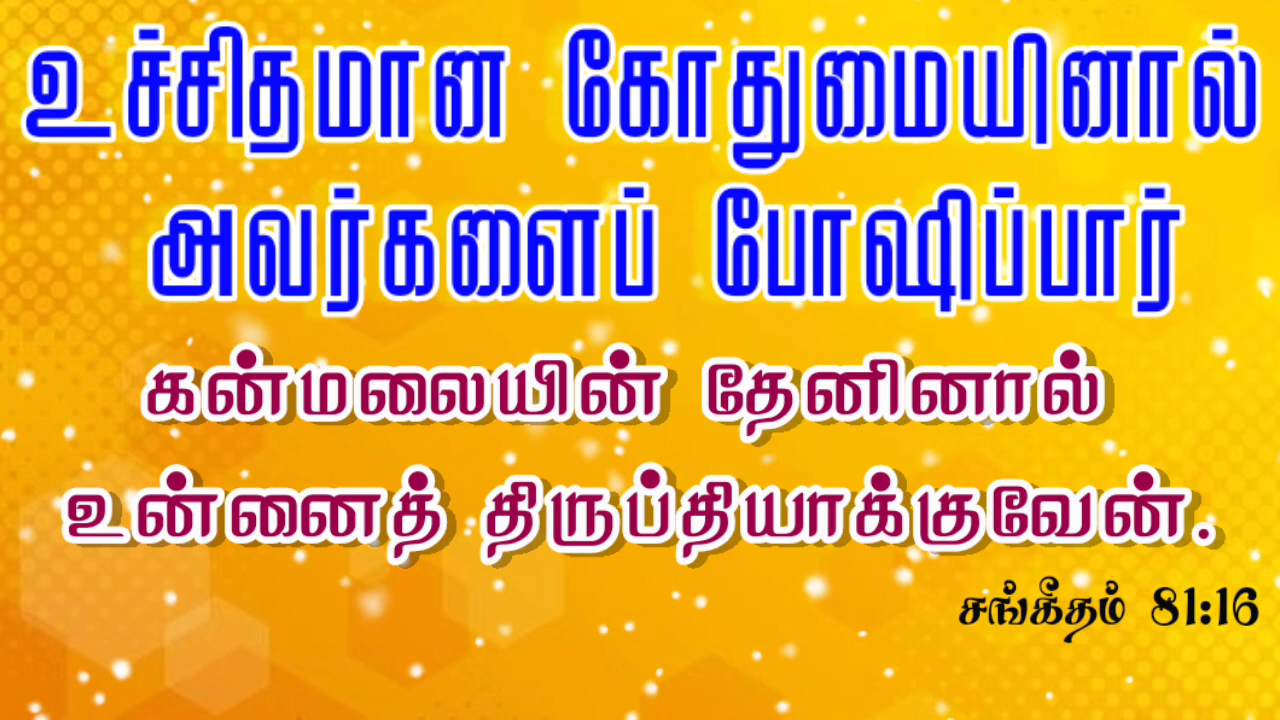 உச்சிதமான கோதுமையினால்
அவர்களைப் போஷிப்பார்
கன்மலையின் தேனினால்
உன்னைத் திருப்தியாக்குவேன்.
சங்கீதம் 81:16